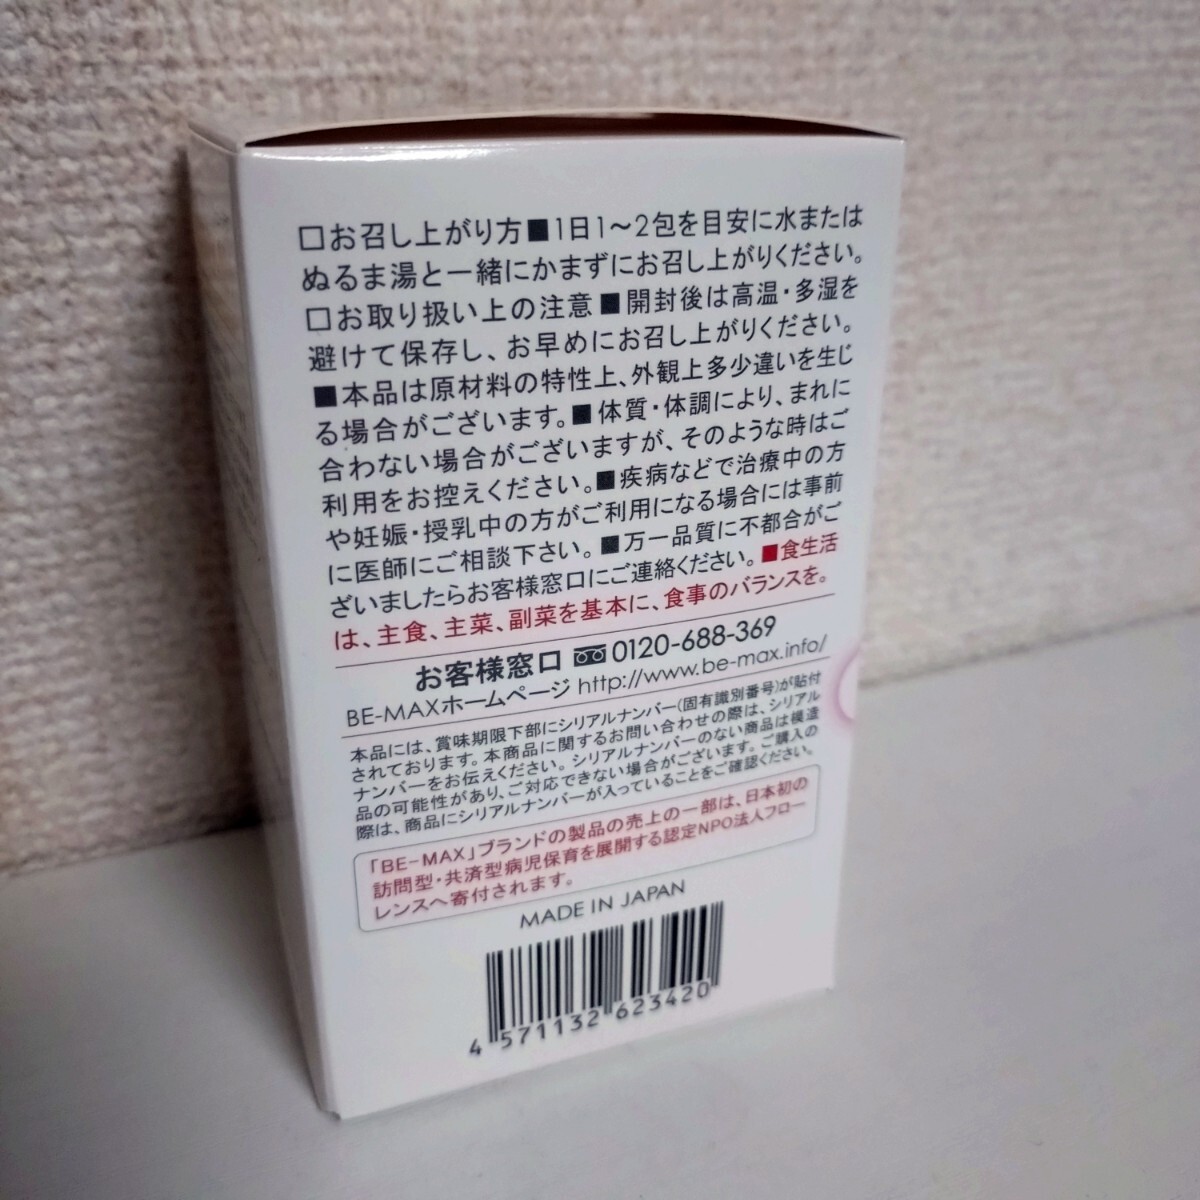 □お召し上がり方■1日1～2包を目安に水または
ぬるま湯と一緒にかまずにお召し上がりください。
□お取り扱い上の注意■開封後は高温・多湿を
避けて保存し、お早めにお召し上がりください。
■本品は原材料の特性上、外観上多少違いを生じ
る場合がございます。■体質・体調により、まれに
合わない場合がございますが、そのような時はご
利用をお控えください。■疾病などで治療中の方
や妊娠・授乳中の方がご利用になる場合には事前
に医師にご相談下さい。■万一品質に不都合がご
ざいましたらお客様窓口にご連絡ください。■食生活
は、主食、主菜、副菜を基本に、食事のバランスを。
お客様窓口 0120-688-369
BE-MAXホームページ http://www.be-max.info/
本品には、賞味期限下部にシリアルナンバー(固有識別番号)が貼付
されております。本商品に関するお問い合わせの際は、シリアル
ナンバーをお伝えください。シリアルナンバーのない商品は模造
品の可能性があり、ご対応できない場合がございます。ご購入の
際は、商品にシリアルナンバーが入っていることをご確認ください。
「BE-MAX」ブランドの製品の売上の一部は、日本初の
訪問型・共済型病児保育を展開する認定NPO法人フロー
レンスへ寄付されます。
MADE IN JAPAN
4 571132 623420